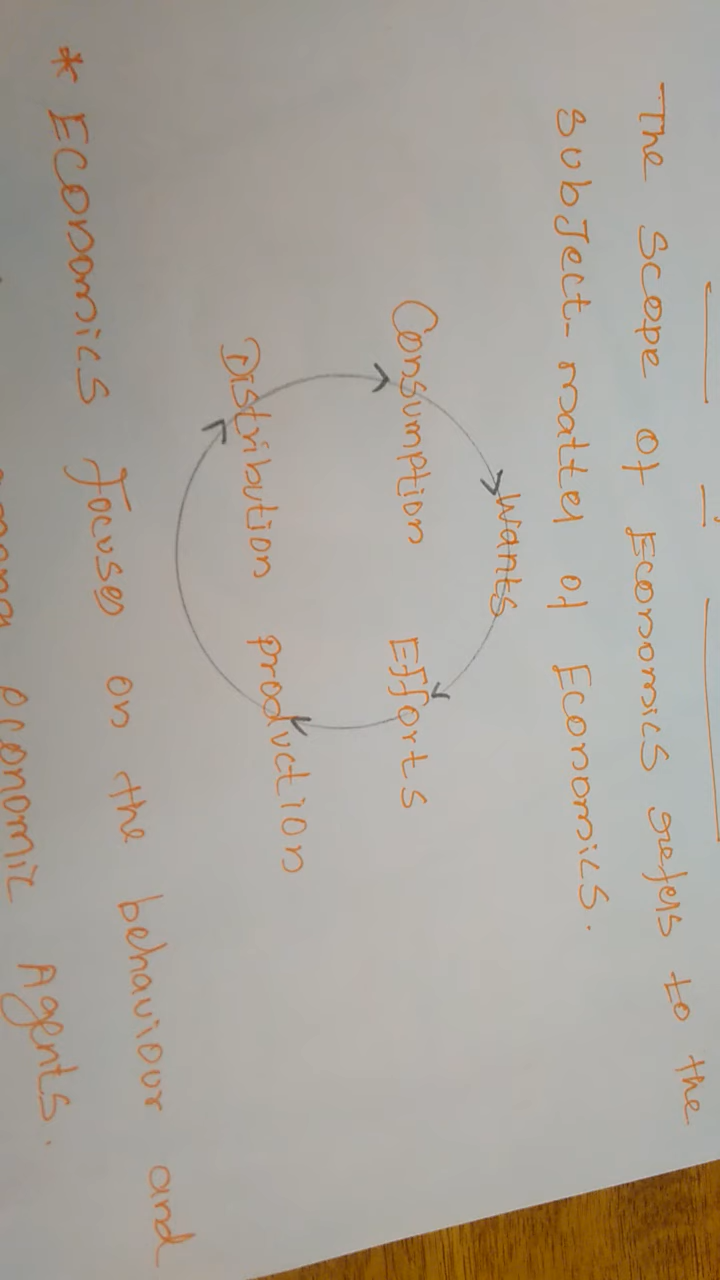 The scope of Economics refers to the
subject-matter of Economics.
Wants
Consumption Efforts
Distribution production
* Economics focuses on the behaviour and
economic Agents.